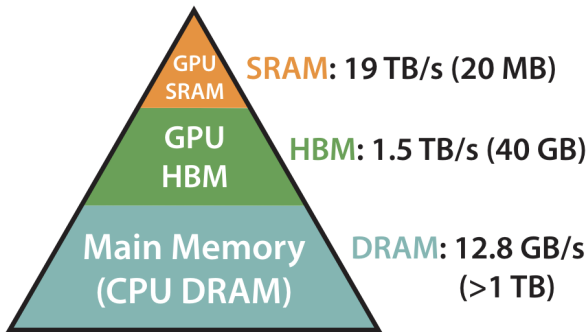 GPU
SRAM
SRAM: 19 TB/s (20 MB)
GPU
HBM
HBM: 1.5 TB/s (40 GB)
Main Memory
(CPU DRAM)
DRAM: 12.8 GB/s
(>1 TB)